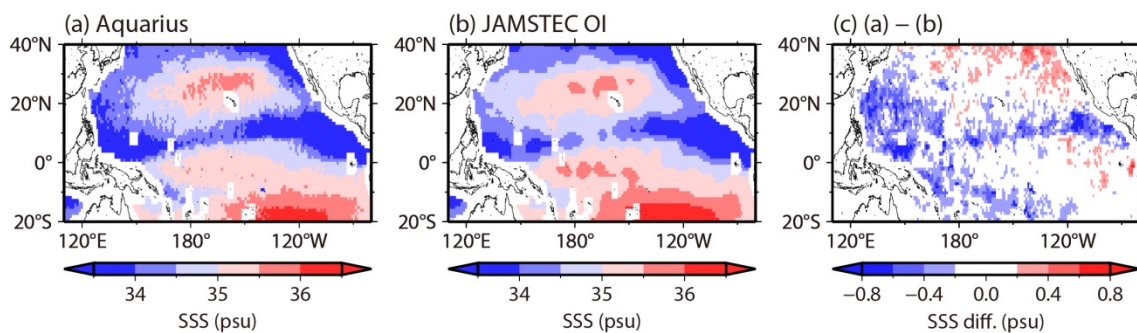 (a) Aquarius
(b) JAMSTEC OI
(c) (a) – (b)
40°N
20°N
0°
20°S
120°E 180° 120°W
34 35 36
SSS (psu)
40°N
20°N
0°
20°S
120°E 180° 120°W
34 35 36
SSS (psu)
40°N
20°N
0°
20°S
120°E 180° 120°W
−0.8 −0.4 0.0 0.4 0.8
SSS diff. (psu)